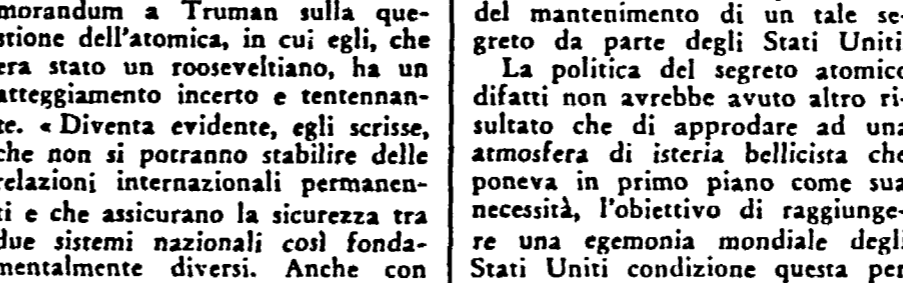 morandum a Truman sulla que-
stione dell'atomica, in cui egli, che
era stato un rooseveltiano, ha un
atteggiamento incerto e tentennan-
te. « Diventa evidente, egli scrisse,
che non si potranno stabilire delle
relazioni internazionali permanen-
ti e che assicurano la sicurezza tra
due sistemi nazionali così fonda-
mentalmente diversi. Anche con
del mantenimento di un tale se-
greto da parte degli Stati Uniti
La politica del segreto atomico
difatti non avrebbe avuto altro ri-
sultato che di approdare ad una
atmosfera di isteria bellicista che
poneva in primo piano come sua
necessità, l'obiettivo di raggiunge-
re una egemonia mondiale degli
Stati Uniti condizione questa per